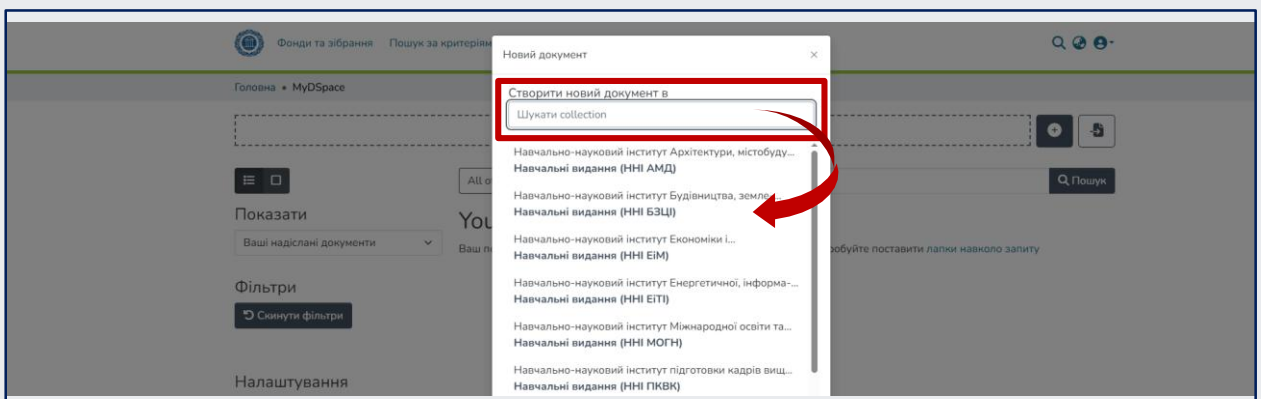 Фонди та зібрання Пошук за критеріям
Новий документ
×
Головна • MyDSpace
Створити новий документ в
Шукати collection
Навчально-науковий інститут Архітектури, містобуду...
Навчальні видання (ННІ АМД)
All o
Пошук
Навчально-науковий інститут Будівництва, земле-...
Навчальні видання (ННІ БЗЦІ)
Показати
You
Ваші надіслані документи
Ваш п
робуйте поставити лапки навколо запиту
Навчально-науковий інститут Економіки і...
Навчальні видання (ННІ ЕіМ)
Фільтри
Скинути фільтри
Навчально-науковий інститут Енергетичної, інформа-...
Навчальні видання (ННІ ЕіТІ)
Навчально-науковий інститут Міжнародної освіти та...
Навчальні видання (ННІ МОГН)
Налаштування
Навчально-науковий інститут підготовки кадрів вищ...
Навчальні видання (ННІ ПКВК)